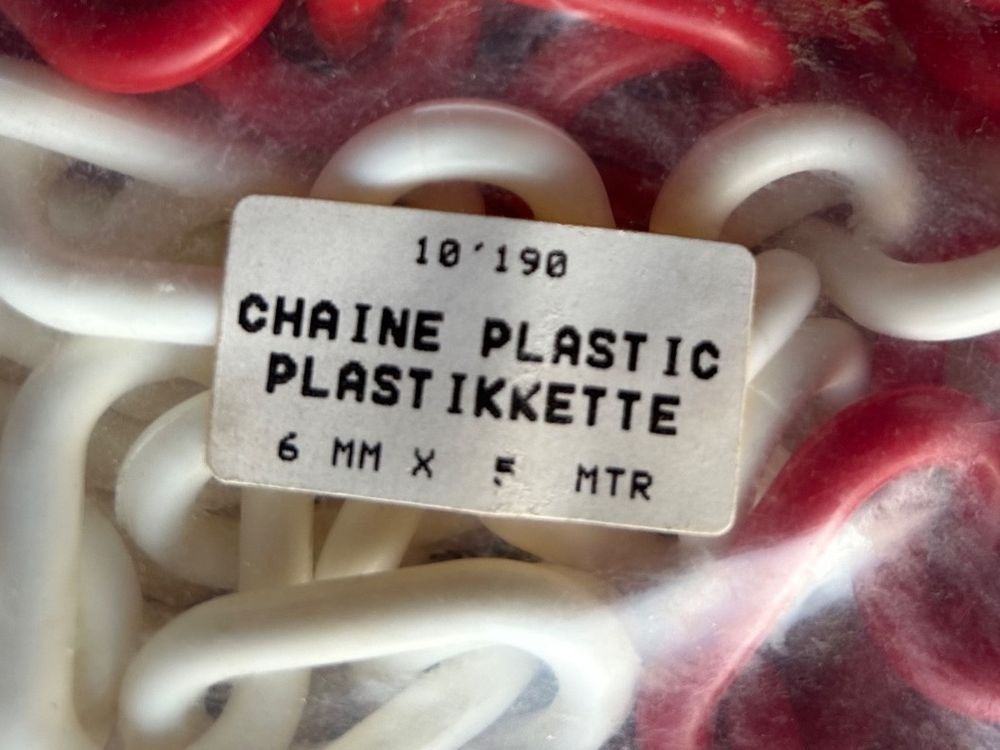 10'190
CHAINE PLASTIC
PLASTIKKETTE
6 MM X 5 MTR